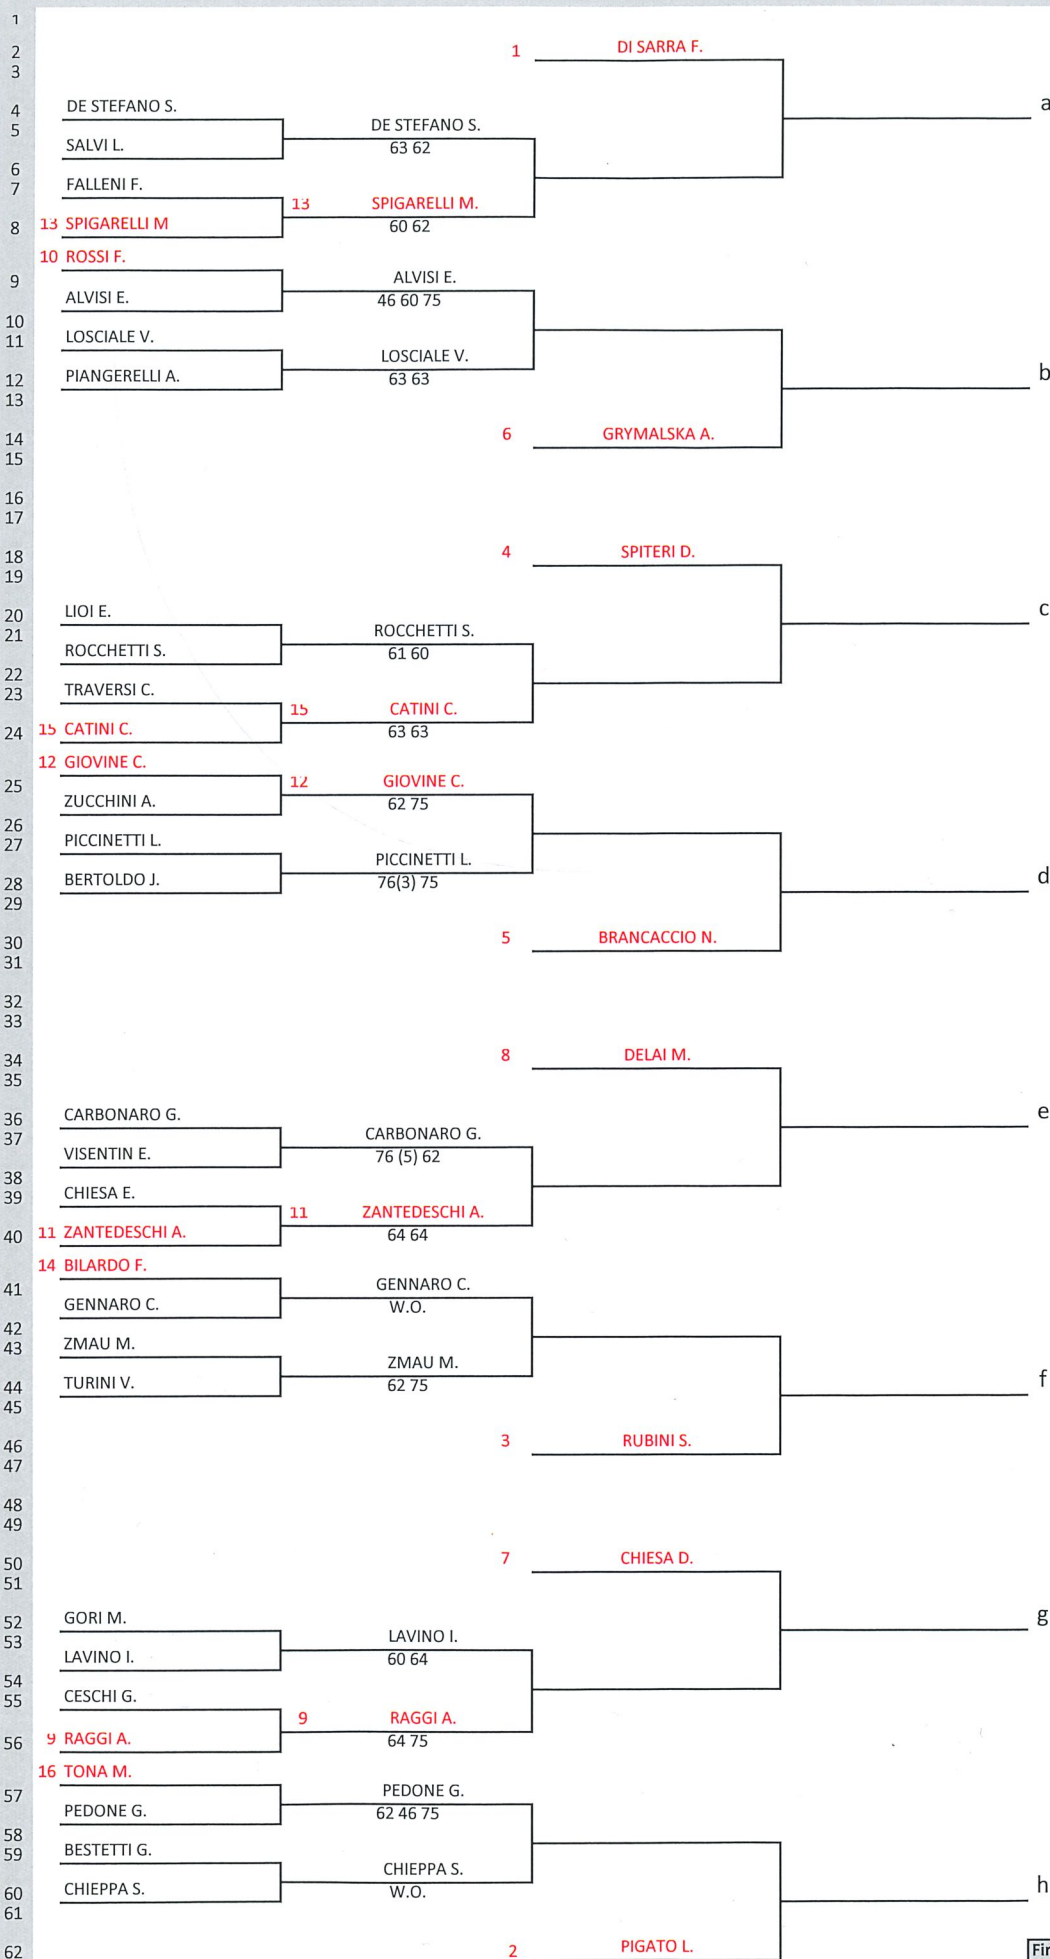 1
2
3
1 DI SARRA F.
a
4
5
DE STEFANO S.
DE STEFANO S.
63 62
SALVI L.
6
7
FALLENI F.
13 SPIGARELLI M.
60 62
8
13 SPIGARELLI M
10 ROSSI F.
9
ALVISI E.
46 60 75
ALVISI E.
10
11
LOSCIALE V.
LOSCIALE V.
63 63
12
13
PIANGERELLI A.
b
14
15
6 GRYMALSKA A.
16
17
18
19
4 SPITERI D.
c
20
21
LIOI E.
ROCCHETTI S.
61 60
ROCCHETTI S.
22
23
TRAVERSI C.
15 CATINI C.
63 63
24
15 CATINI C.
12 GIOVINE C.
25
12 GIOVINE C.
62 75
ZUCCHINI A.
26
27
PICCINETTI L.
PICCINETTI L.
76(3) 75
28
29
BERTOLDO J.
d
30
31
5 BRANCACCIO N.
32
33
34
35
8 DELAI M.
e
36
37
CARBONARO G.
CARBONARO G.
76 (5) 62
VISENTIN E.
38
39
CHIESA E.
11 ZANTEDESCHI A.
64 64
40
11 ZANTEDESCHI A.
14 BILARDO F.
41
GENNARO C.
W.O.
GENNARO C.
42
43
ZMAU M.
ZMAU M.
62 75
44
45
TURINI V.
f
46
47
3 RUBINI S.
48
49
50
51
7 CHIESA D.
g
52
53
GORI M.
LAVINO I.
60 64
LAVINO I.
54
55
CESCHI G.
9 RAGGI A.
64 75
56
9 RAGGI A.
16 TONA M.
57
PEDONE G.
62 46 75
PEDONE G.
58
59
BESTETTI G.
CHIEPPA S.
W.O.
60
61
CHIEPPA S.
h
62
2 PIGATO L.